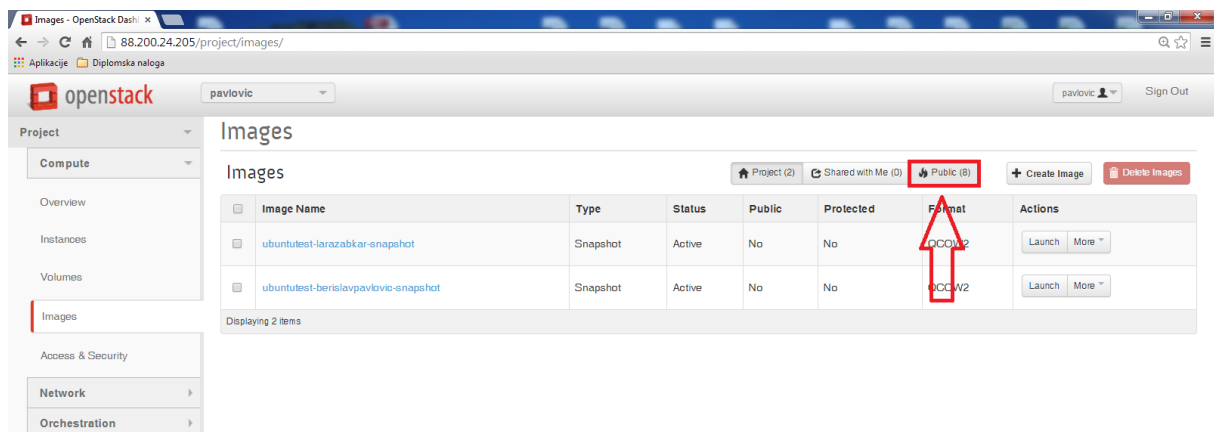 Images - OpenStack Dashl
88.200.24.205/project/images/
Aplikacije Diplomska naloga
openstack pavlovic pavlovic Sign Out
Project
Images
Compute
Images Project (2) Shared with Me (0) Public (8) Create Image Delete Images
Overview
Image Name Type Status Public Protected Format Actions
Instances
ubuntutest-larazabkar-snapshot Snapshot Active No No QCOW2 Launch More
Volumes
ubuntutest-berislavpavlovic-snapshot Snapshot Active No No QCOW2 Launch More
Images
Displaying 2 items
Access & Security
Network
Orchestration